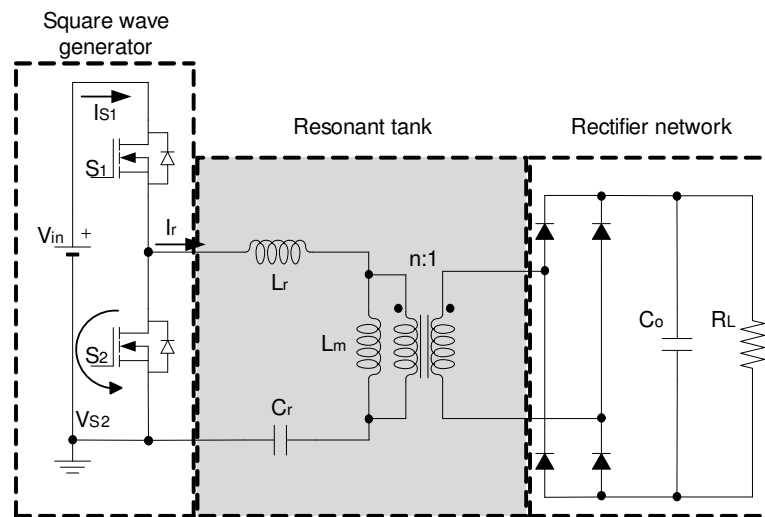 Square wave
generator
Resonant tank
Rectifier network
IS1
S1
Vin
+
Ir
Lr
n:1
Lm
Co
RL
S2
VS2
Cr